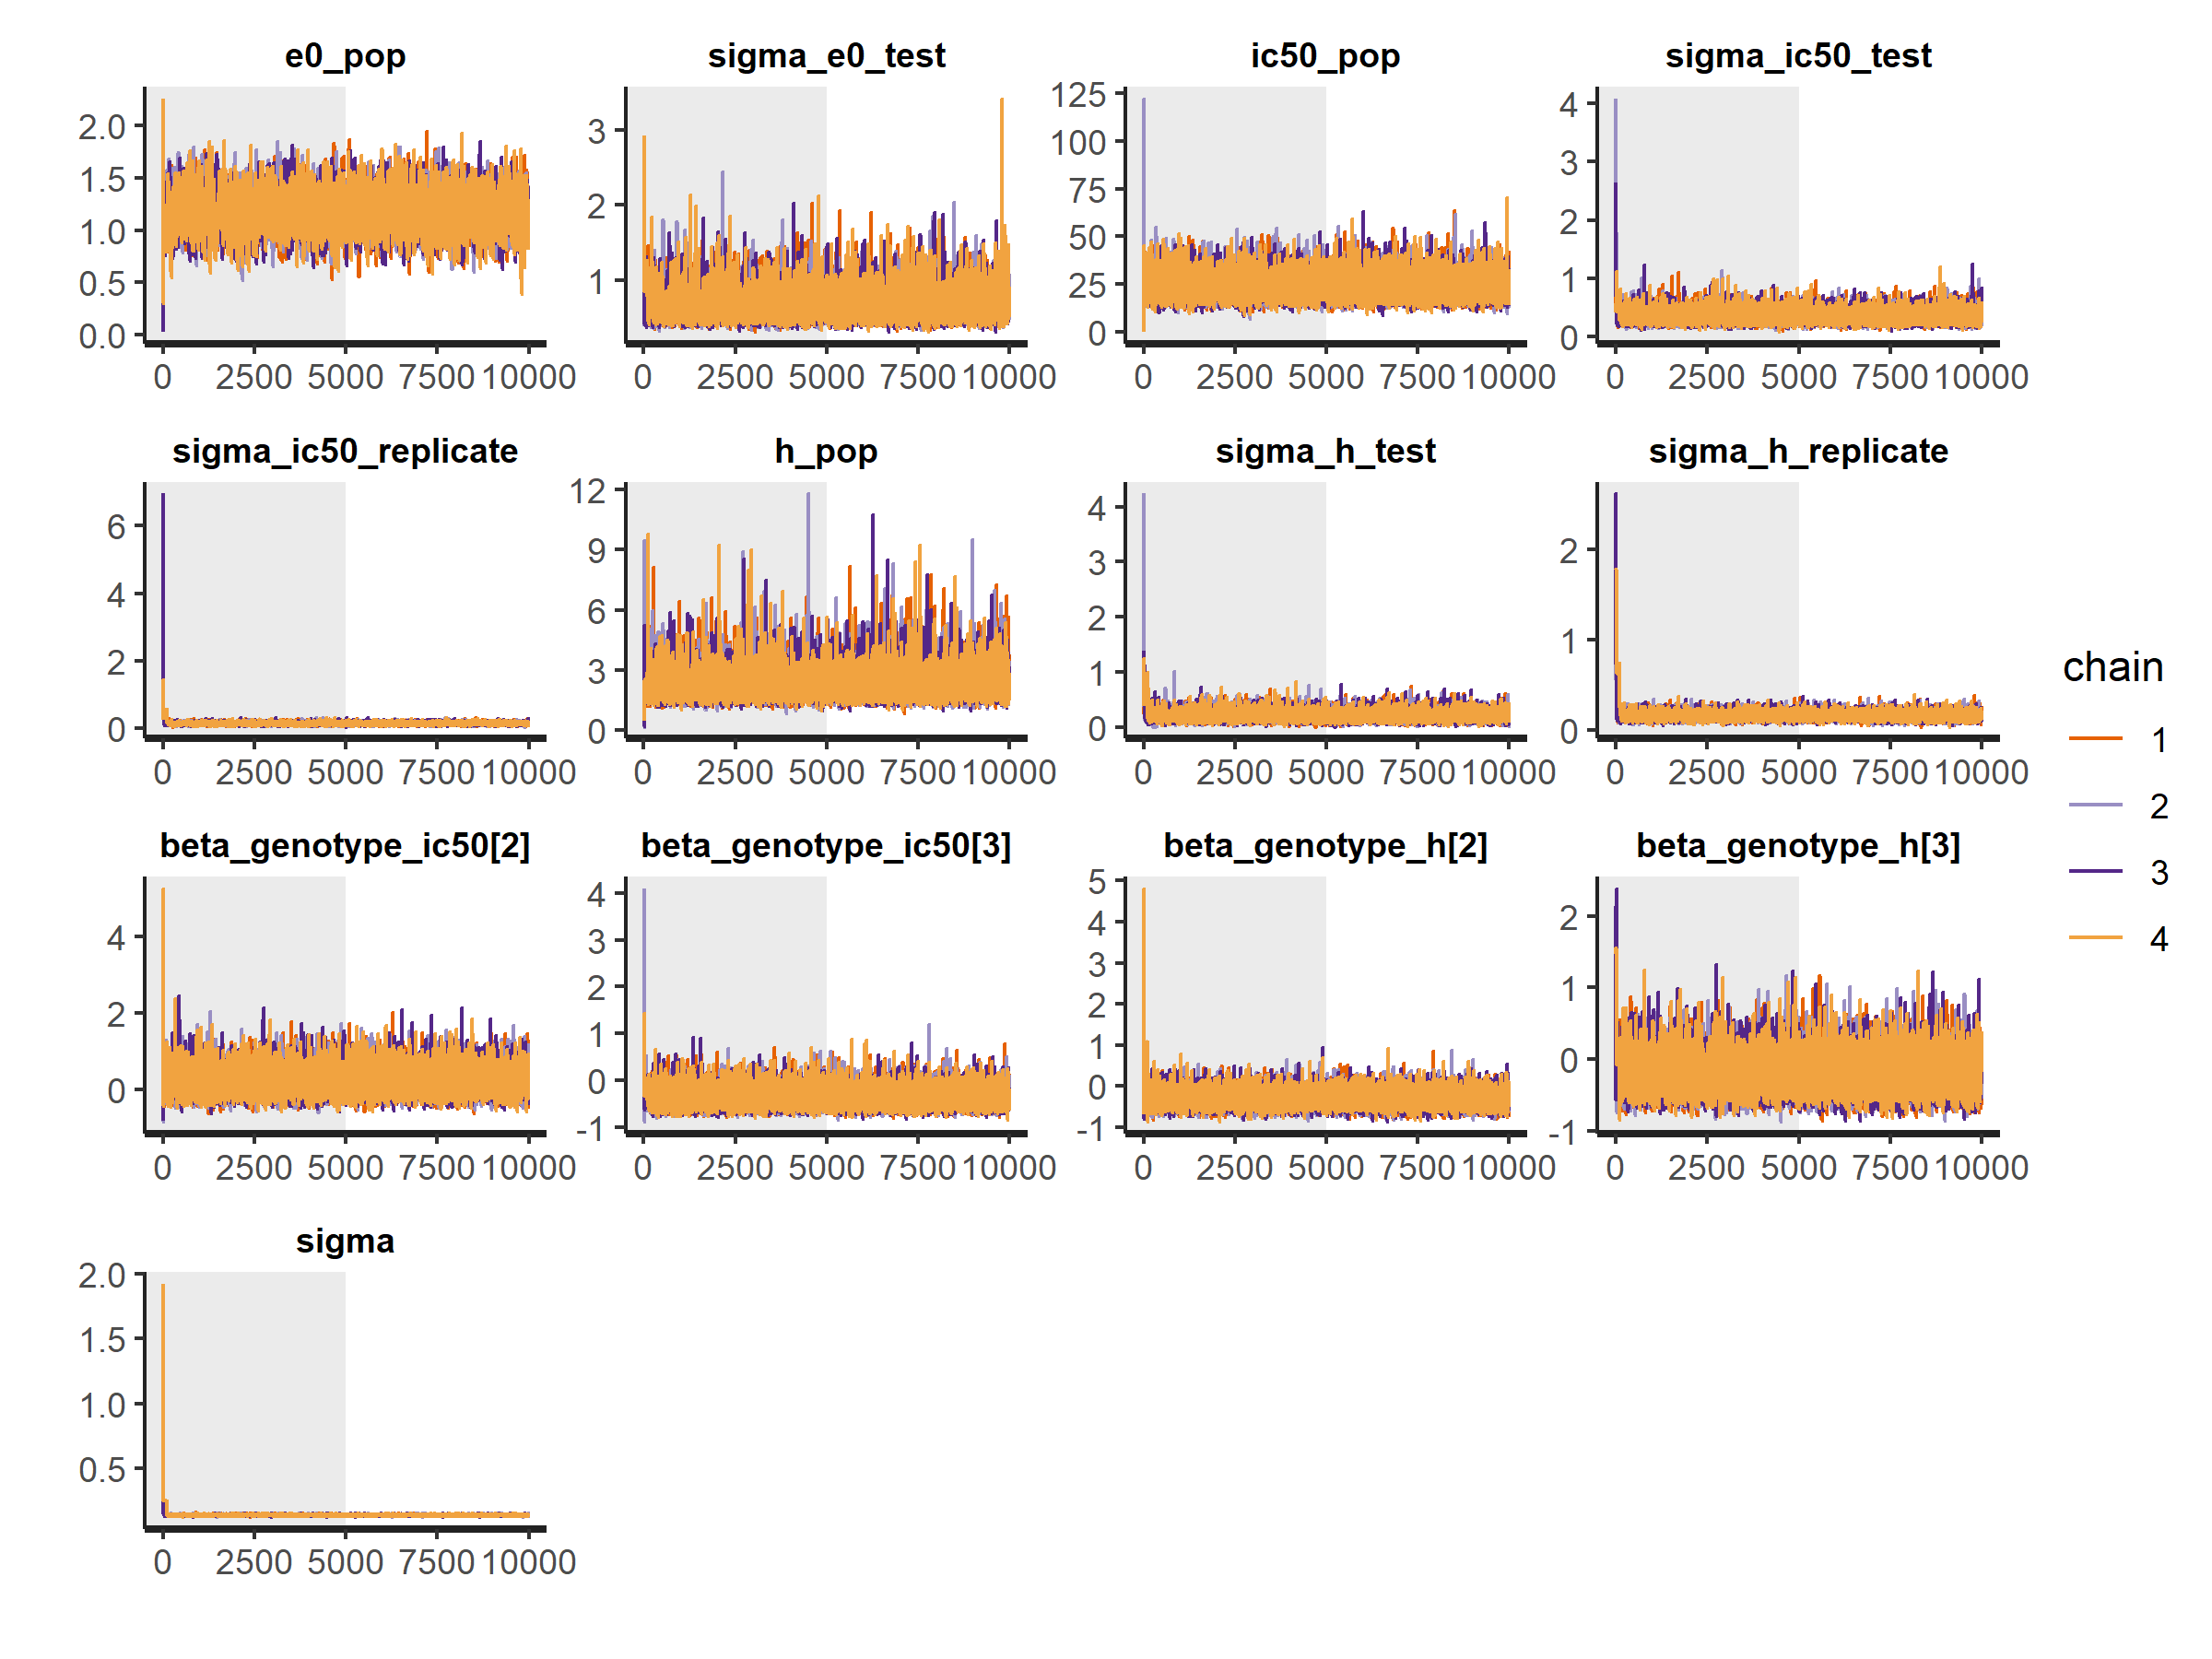 e0_pop sigma_e0_test ic50_pop sigma_ic50_test
2.0 1.5 1.0 0.5 0.0
3 2 1
125 100 75 50 25 0
4 3 2 1 0
0 2500 5000 7500 10000 0 2500 5000 7500 10000 0 2500 5000 7500 10000 0 2500 5000 7500 10000
sigma_ic50_replicate h_pop sigma_h_test sigma_h_replicate
6 4 2 0
12 9 6 3 0
4 3 2 1 0
2 1 0
0 2500 5000 7500 10000 0 2500 5000 7500 10000 0 2500 5000 7500 10000 0 2500 5000 7500 10000
beta_genotype_ic50[2] beta_genotype_ic50[3] beta_genotype_h[2] beta_genotype_h[3]
4 2 0
4 3 2 1 0 -1
5 4 3 2 1 0 -1
2 1 0 -1
0 2500 5000 7500 10000 0 2500 5000 7500 10000 0 2500 5000 7500 10000 0 2500 5000 7500 10000
sigma
2.0 1.5 1.0 0.5
0 2500 5000 7500 10000
chain
1
2
3
4